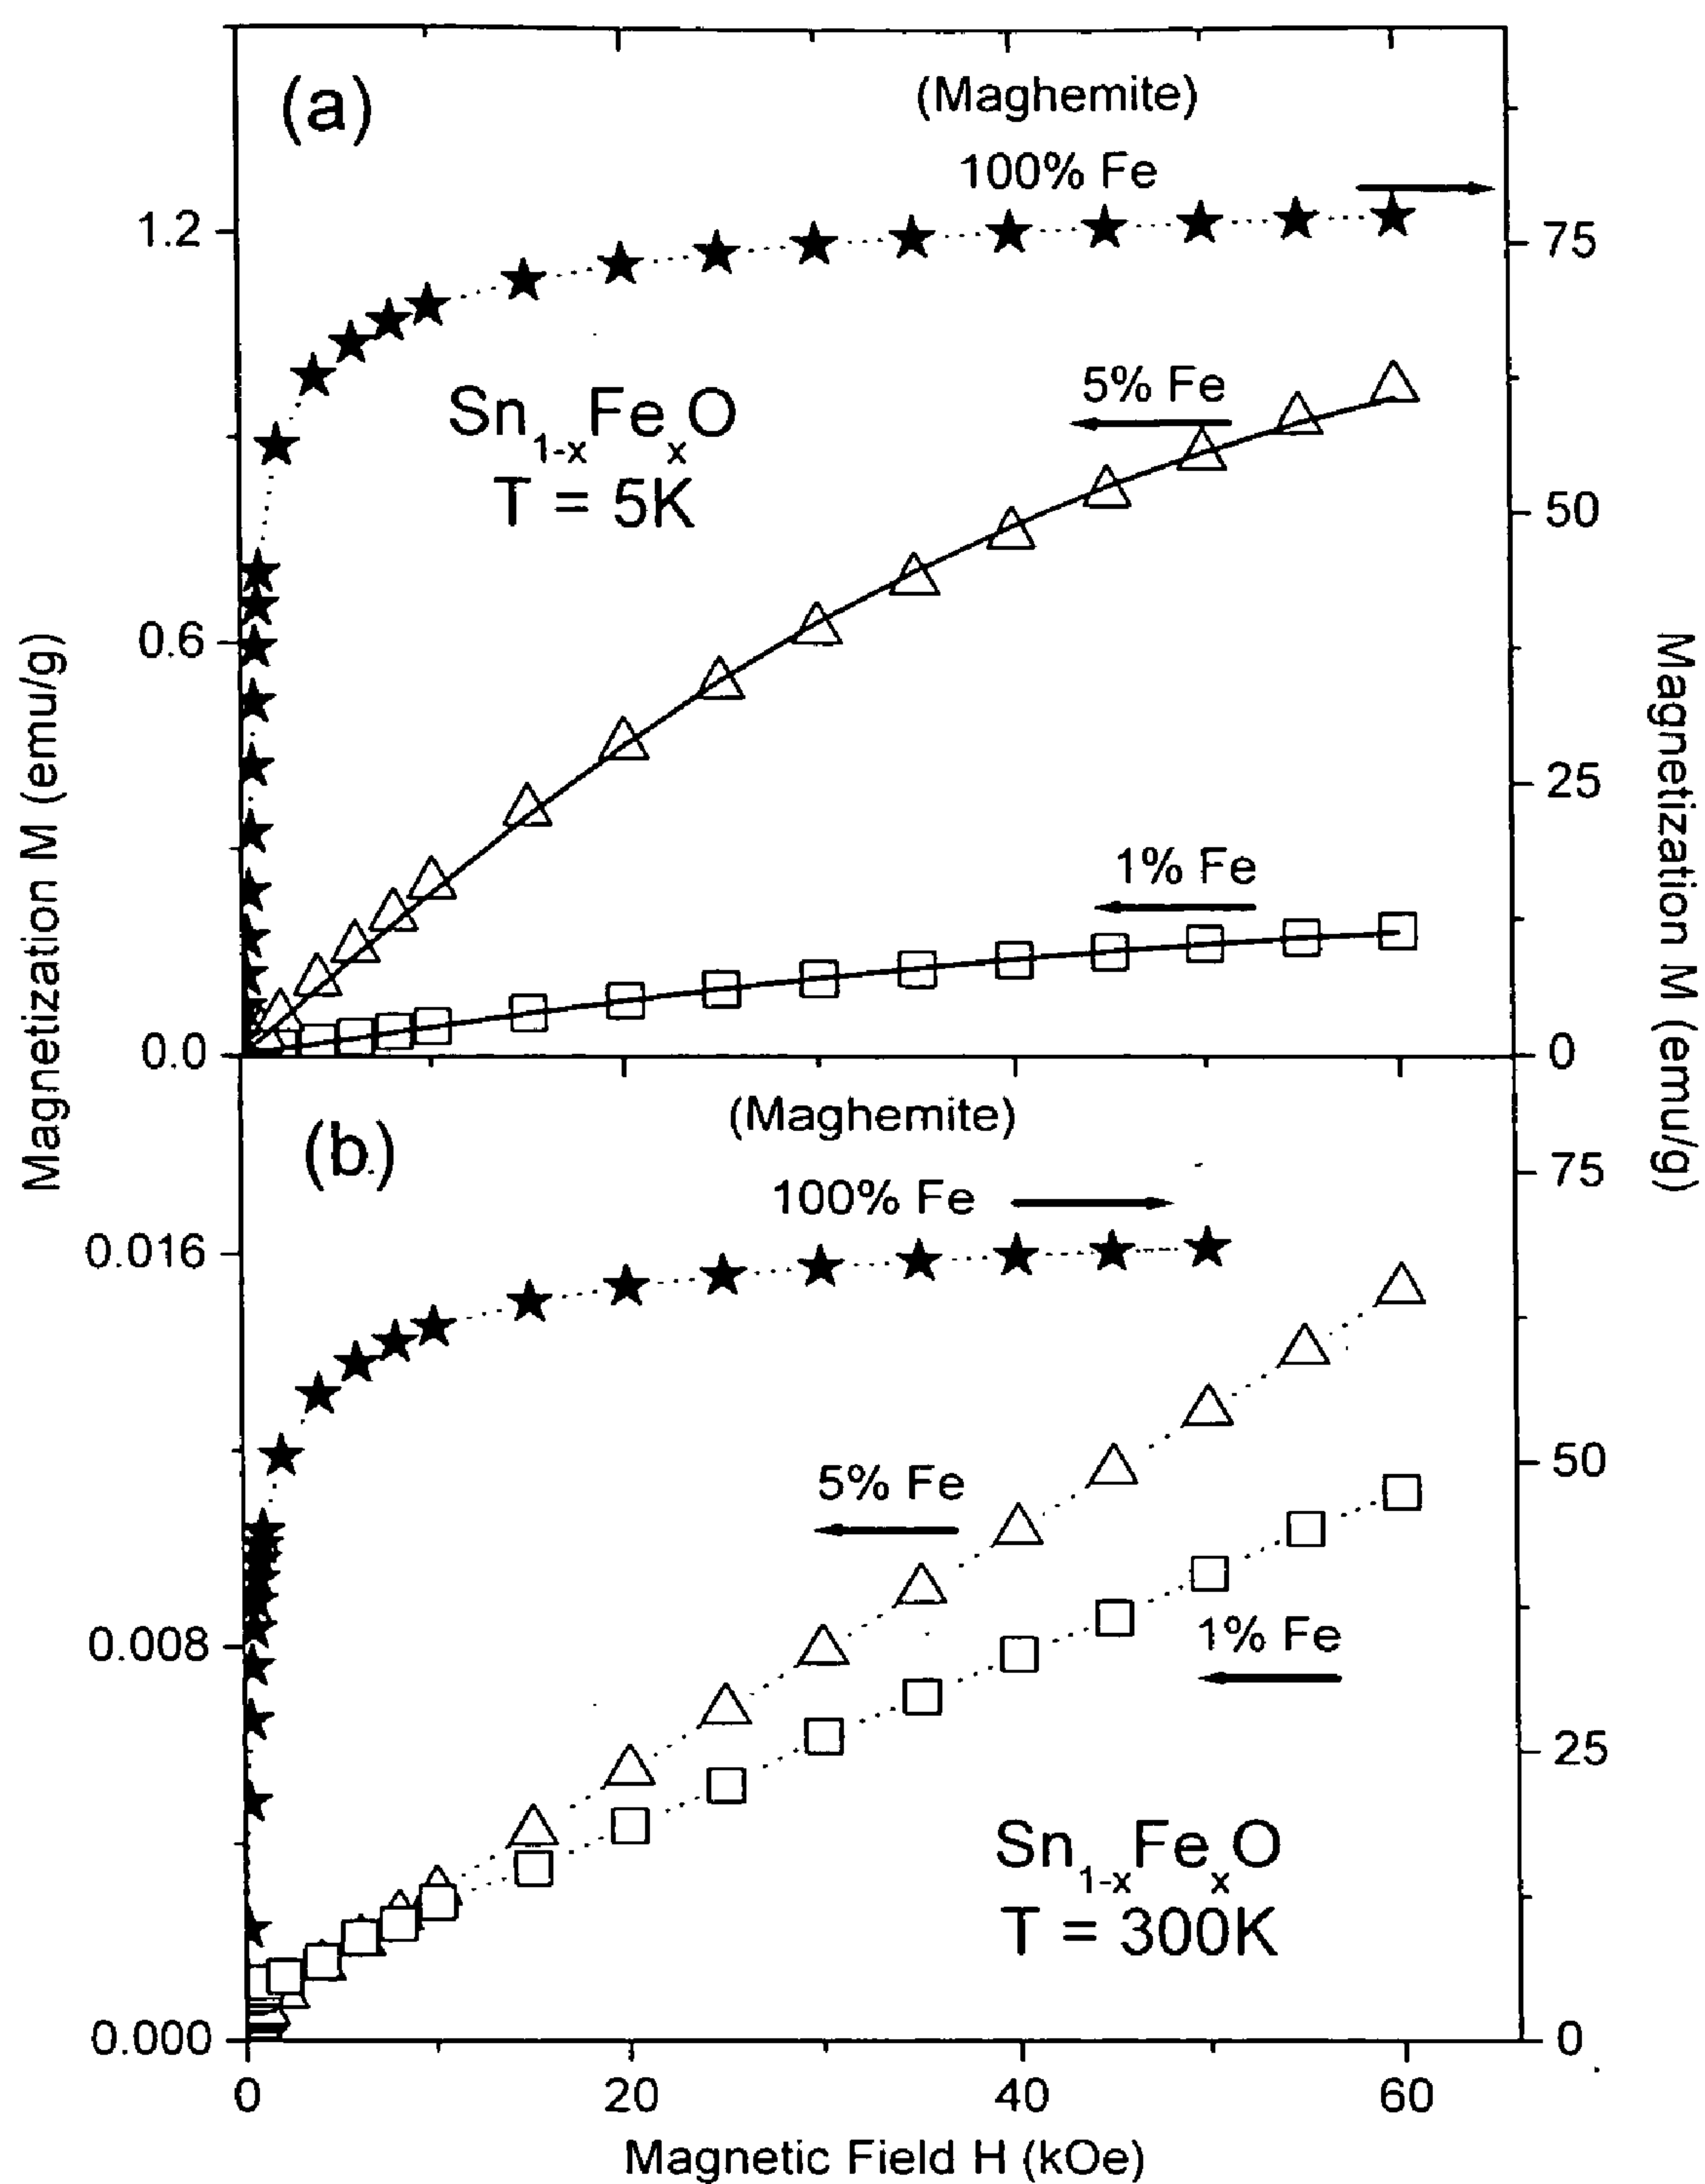 (a)
(Maghemite)
100% Fe
1.2
75
5% Fe
Sn1-xFexO
T = 5K
50
0.6
25
1% Fe
0.0
0
Magnetization M (emu/g)
Magnetization M (emu/g)
(b)
(Maghemite)
75
100% Fe
0.016
50
5% Fe
0.008
1% Fe
25
Sn1-xFexO
T = 300K
0.000
0
0 20 40 60
Magnetic Field H (kOe)